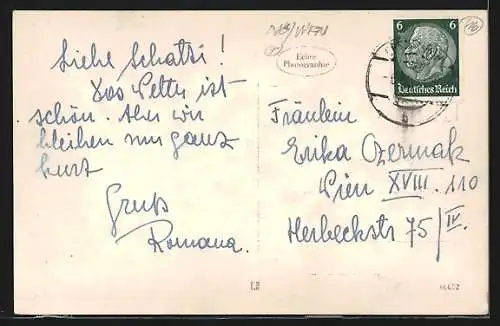 Liebe Schatti!
Das Wetter ist
schön. Aber wir
bleiben nur ganz
kurz
Gruß
Romana.
Echte
Photographie
6 6
Deutsches Reich
b
Fräulein
Erika Czermak
Wien XVIII. 110
Herbeckstr 75/IV.